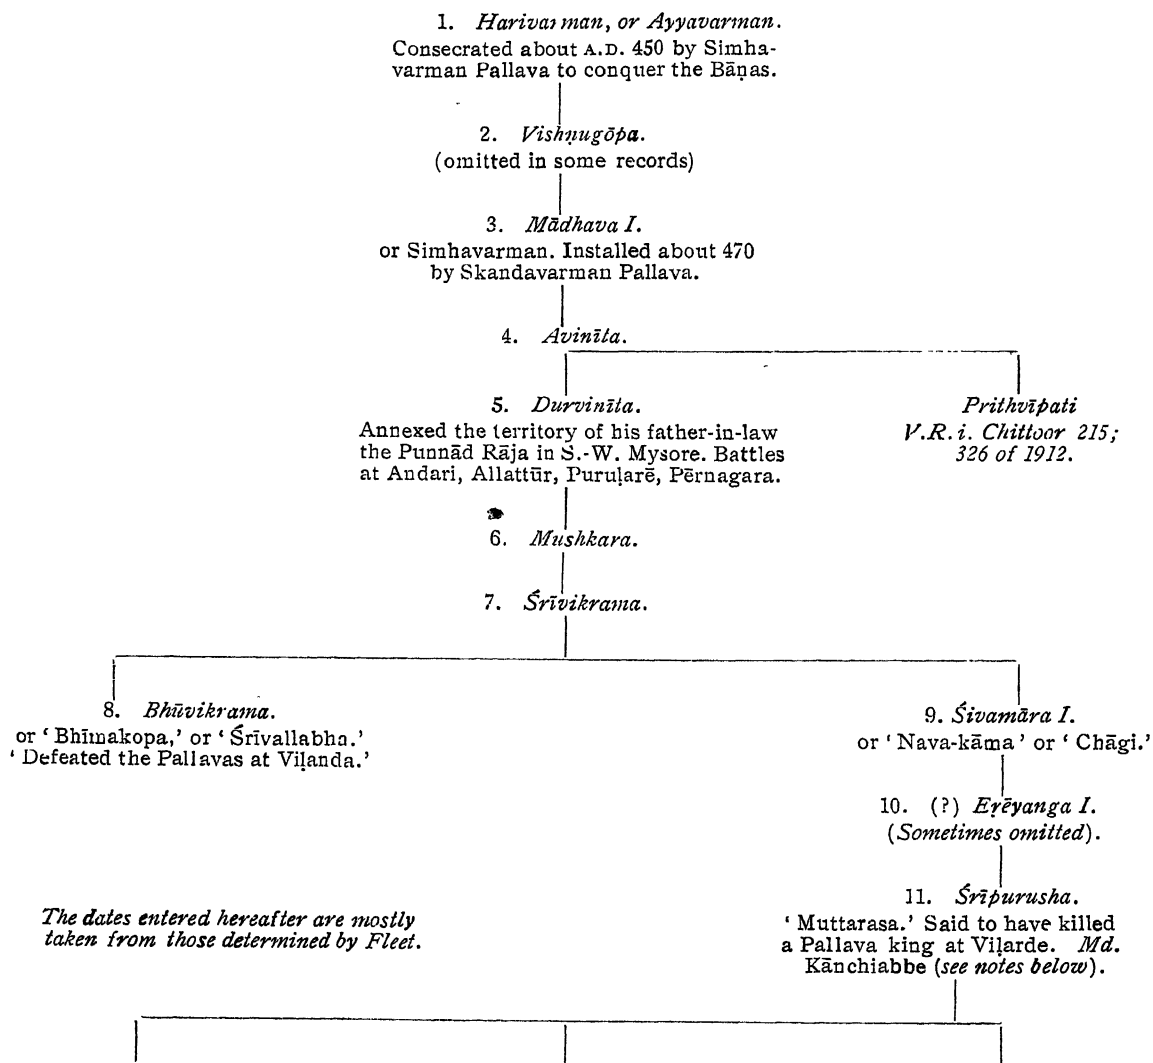 1. Harivarman, or Ayyavarman.
Consecrated about A.D. 450 by Simha-
varman Pallava to conquer the Bāṇas.
2. Vishṇugōpa.
(omitted in some records)
3. Mādhava I.
or Simhavarman. Installed about 470
by Skandavarman Pallava.
4. Avinīta.
5. Durvinīta.
Annexed the territory of his father-in-law
the Punnād Rāja in S.-W. Mysore. Battles
at Andari, Allattūr, Puruḷarē, Pērnagara.
Prithvīpati
V.R. i. Chittoor 215;
326 of 1912.
6. Mushkara.
7. Śrīvikrama.
8. Bhūvikrama.
or ‘Bhīmakopa,’ or ‘Śrīvallabha.’
‘Defeated the Pallavas at Viḷanda.’
9. Śivamāra I.
or ‘Nava-kāma’ or ‘Chāgi.’
10. (?) Eṛēyanga I.
(Sometimes omitted).
The dates entered hereafter are mostly
taken from those determined by Fleet.
11. Śrīpurusha.
‘Muttarasa.’ Said to have killed
a Pallava king at Viḷarde. Md.
Kānchiabbe (see notes below).